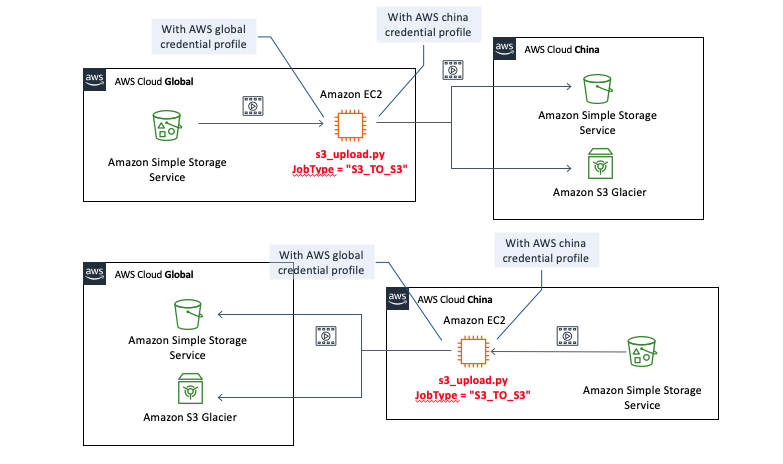 With AWS global
credential profile
With AWS china
credential profile
aws
AWS Cloud Global
Amazon EC2
s3_upload.py
JobType = "S3_TO_S3"
Amazon Simple Storage
Service
aws
AWS Cloud China
Amazon Simple Storage
Service
Amazon S3 Glacier
With AWS global
credential profile
With AWS china
credential profile
aws
AWS Cloud Global
Amazon Simple Storage
Service
Amazon S3 Glacier
aws
AWS Cloud China
Amazon EC2
s3_upload.py
JobType = "S3_TO_S3"
Amazon Simple Storage
Service